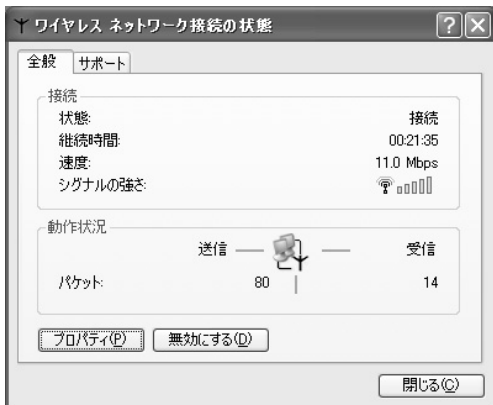 ワイヤレス ネットワーク接続の状態
全般 サポート
接続
状態: 接続
継続時間: 00:21:35
速度: 11.0 Mbps
シグナルの強さ:
動作状況
送信 受信
パケット: 80 14
プロパティ(P) 無効にする(D)
閉じる(C)